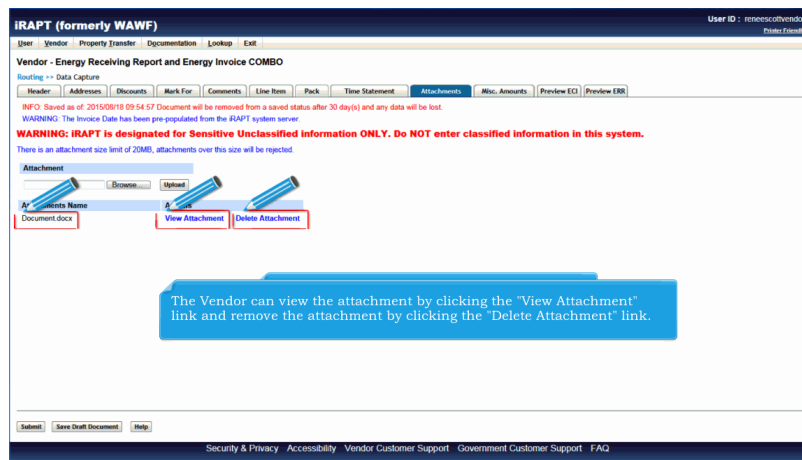 iRAPT (formerly WAWF)
User ID : reneescottvendo
Printer Friendl
User Vendor Property Transfer Documentation Lookup Exit
Vendor - Energy Receiving Report and Energy Invoice COMBO
Routing >> Data Capture
Header Addresses Discounts Mark For Comments Line Item Pack Time Statement Attachments Misc. Amounts Preview ECI Preview ERR
INFO: Saved as of: 2015/08/18 09:54:57 Document will be removed from a saved status after 30 day(s) and any data will be lost.
WARNING: The Invoice Date has been pre-populated from the iRAPT system server.
WARNING: iRAPT is designated for Sensitive Unclassified information ONLY. Do NOT enter classified information in this system.
There is an attachment size limit of 20MB, attachments over this size will be rejected.
Attachment
Browse... Upload
Name
Document.docx View Attachment Delete Attachment
The Vendor can view the attachment by clicking the "View Attachment"
link and remove the attachment by clicking the "Delete Attachment" link.
Submit Save Draft Document Help
Security & Privacy Accessibility Vendor Customer Support Government Customer Support FAQ